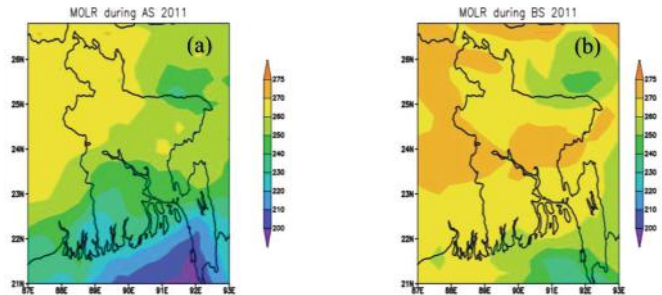 MOLR during AS 2011
(a)
26N
25N
24N
23N
22N
21N
87E 88E 89E 90E 91E 92E 93E
275
270
260
250
240
230
220
210
200
MOLR during BS 2011
(b)
26N
25N
24N
23N
22N
21N
87E 88E 89E 90E 91E 92E 93E
275
270
260
250
240
230
220
210
200